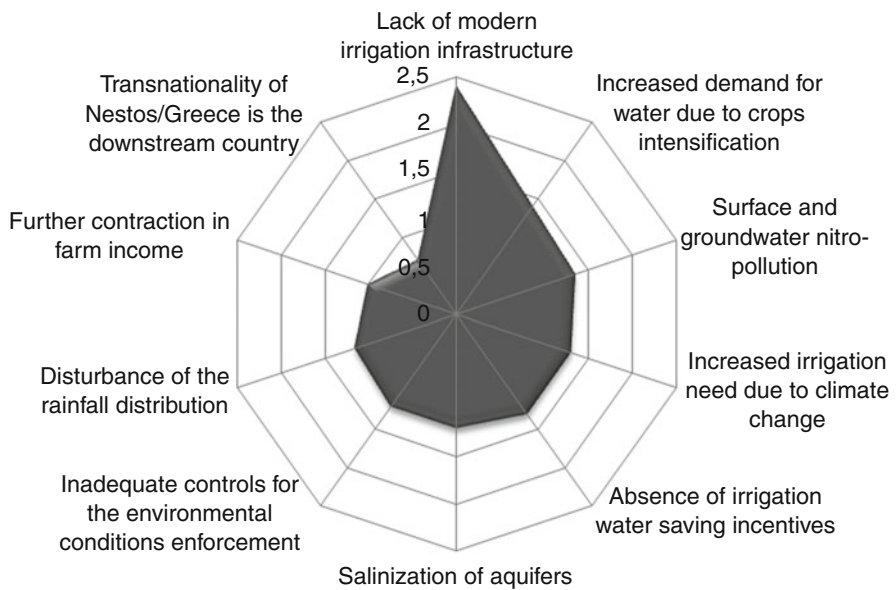 Lack of modern
irrigation infrastructure
Increased demand for
water due to crops
intensification
Surface and
groundwater nitro-
pollution
Increased irrigation
need due to climate
change
Absence of irrigation
water saving incentives
Salinization of aquifers
Inadequate controls for
the environmental
conditions enforcement
Disturbance of the
rainfall distribution
Further contraction in
farm income
Transnationality of
Nestos/Greece is the
downstream country
2,5
2
1,5
1
0,5
0